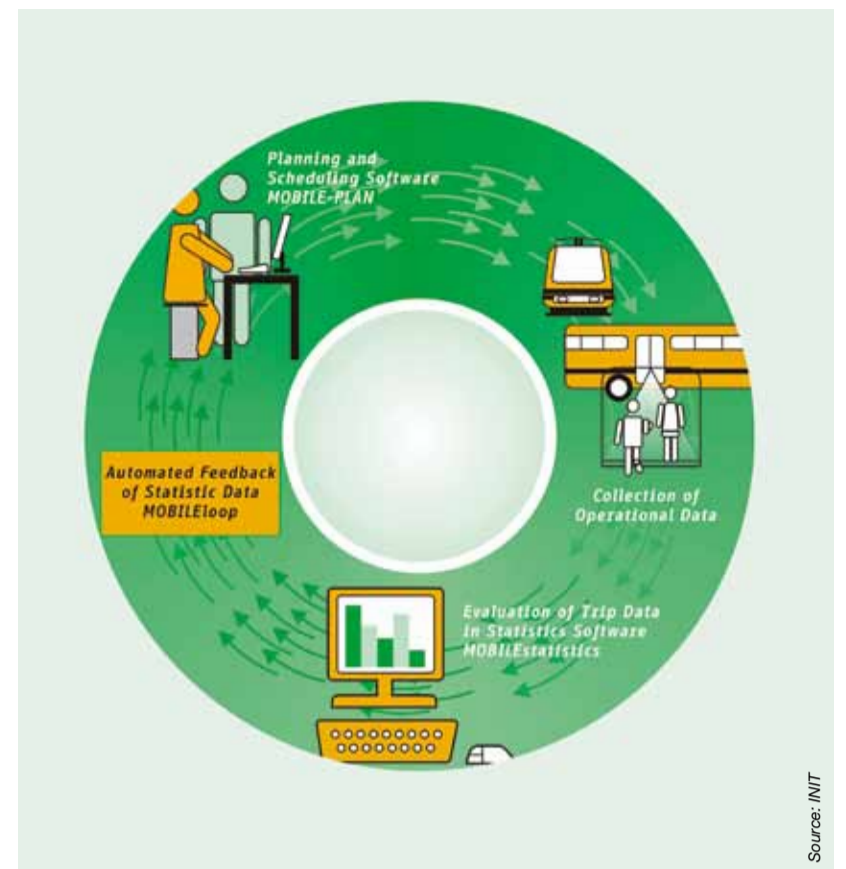 Planning and
Scheduling Software
MOBILE-PLAN
Collection of
Operational Data
Evaluation of Trip Data
in Statistics Software
MOBILEstatistics
Automated Feedback
of Statistic Data
MOBILEloop
Source: INIT